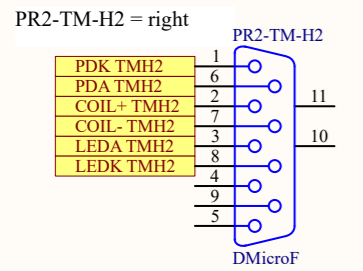 PR2-TM-H2 = right
PR2-TM-H2
PDK TMH2 1
PDA TMH2 6
COIL+ TMH2 2 11
COIL- TMH2 7
LEDA TMH2 3 10
LEDK TMH2 8
4
9
5
DMicroF